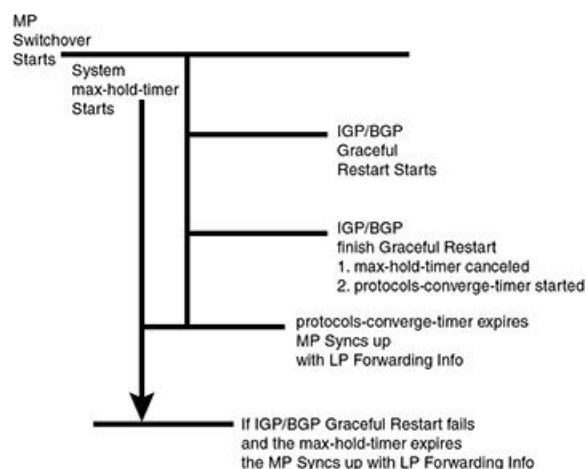 MP
Switchover
Starts
System
max-hold-timer
Starts
IGP/BGP
Graceful
Restart Starts
IGP/BGP
finish Graceful Restart
1. max-hold-timer canceled
2. protocols-converge-timer started
protocols-converge-timer expires
MP Syncs up
with LP Forwarding Info
If IGP/BGP Graceful Restart fails
and the max-hold-timer expires
the MP Syncs up with LP Forwarding Info